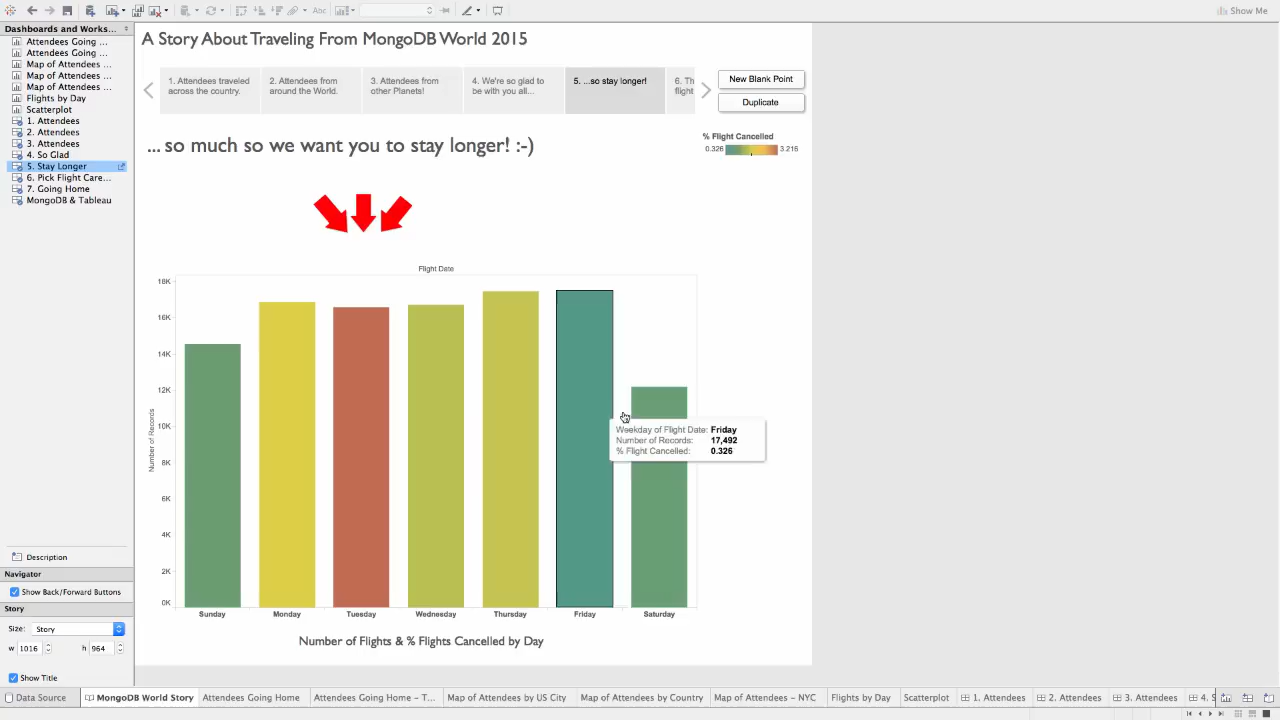 Abc
Show Me
Dashboards and Works...
Attendees Going ...
Attendees Going ...
Map of Attendees ...
Map of Attendees ...
Map of Attendees ...
Flights by Day
Scatterplot
1. Attendees
2. Attendees
3. Attendees
4. So Glad
5. Stay Longer
6. Pick Flight Care...
7. Going Home
MongoDB & Tableau
Description
Navigator
Show Back/Forward Buttons
Story
Size: Story
w 1016 h 964
Show Title
A Story About Traveling From MongoDB World 2015
1. Attendees traveled
across the country.
2. Attendees from
around the World.
3. Attendees from
other Planets!
4. We're so glad to
be with you all...
5. ...so stay longer!
6. Th
flight
New Blank Point
Duplicate
... so much so we want you to stay longer! :-)
% Flight Cancelled
0.326 3.216
Flight Date
18K
16K
14K
12K
10K
8K
6K
4K
2K
0K
Number of Records
Weekday of Flight Date: Friday
Number of Records: 17,492
% Flight Cancelled: 0.326
Sunday Monday Tuesday Wednesday Thursday Friday Saturday
Number of Flights & % Flights Cancelled by Day
Data Source MongoDB World Story Attendees Going Home Attendees Going Home - T... Map of Attendees by US City Map of Attendees by Country Map of Attendees - NYC Flights by Day Scatterplot 1. Attendees 2. Attendees 3. Attendees 4. S